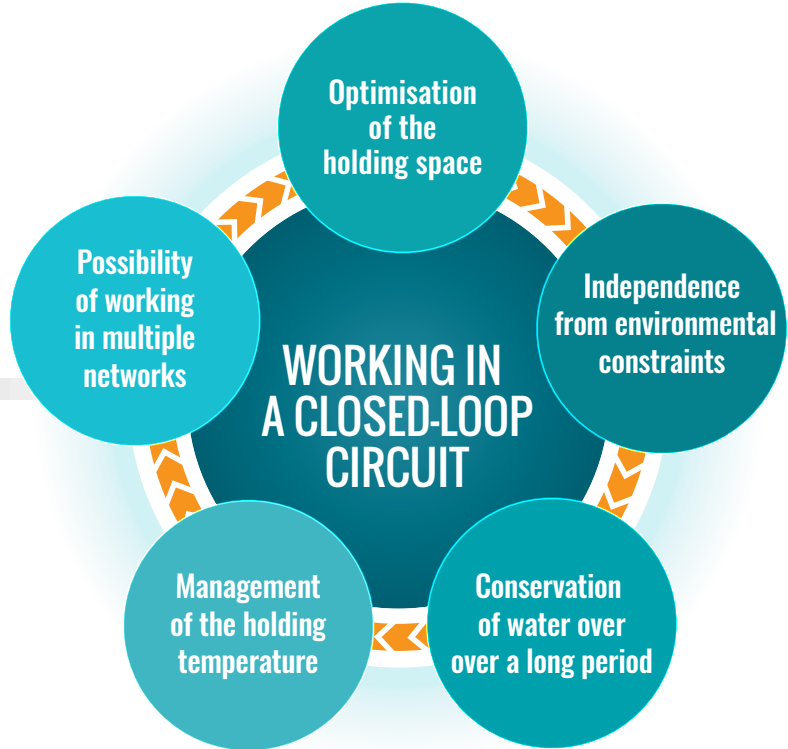 Optimisation
of the
holding space
Independence
from environmental
constraints
Conservation
of water over
over a long period
Management
of the holding
temperature
Possibility
of working
in multiple
networks
WORKING IN
A CLOSED-LOOP
CIRCUIT